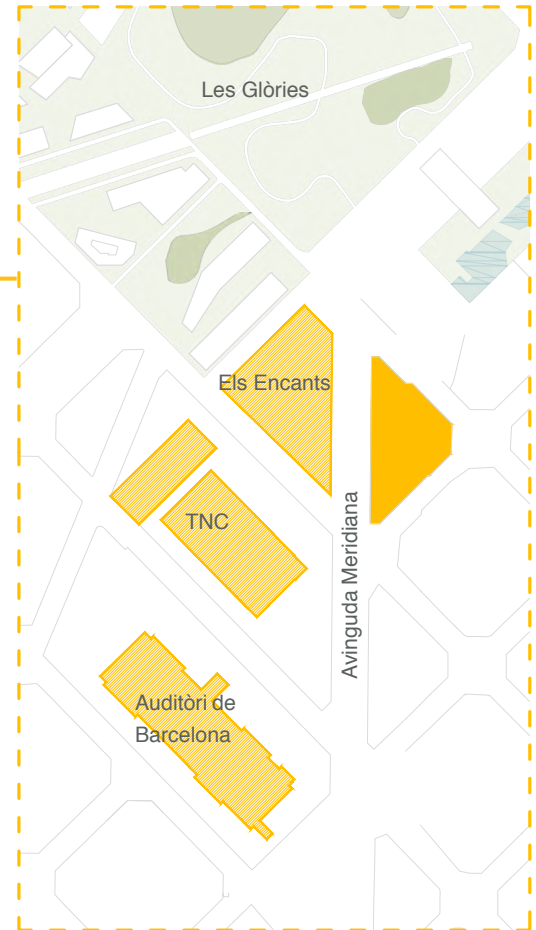 Les Glòries
Els Encants
TNC
Avinguda Meridiana
Auditòri de
Barcelona